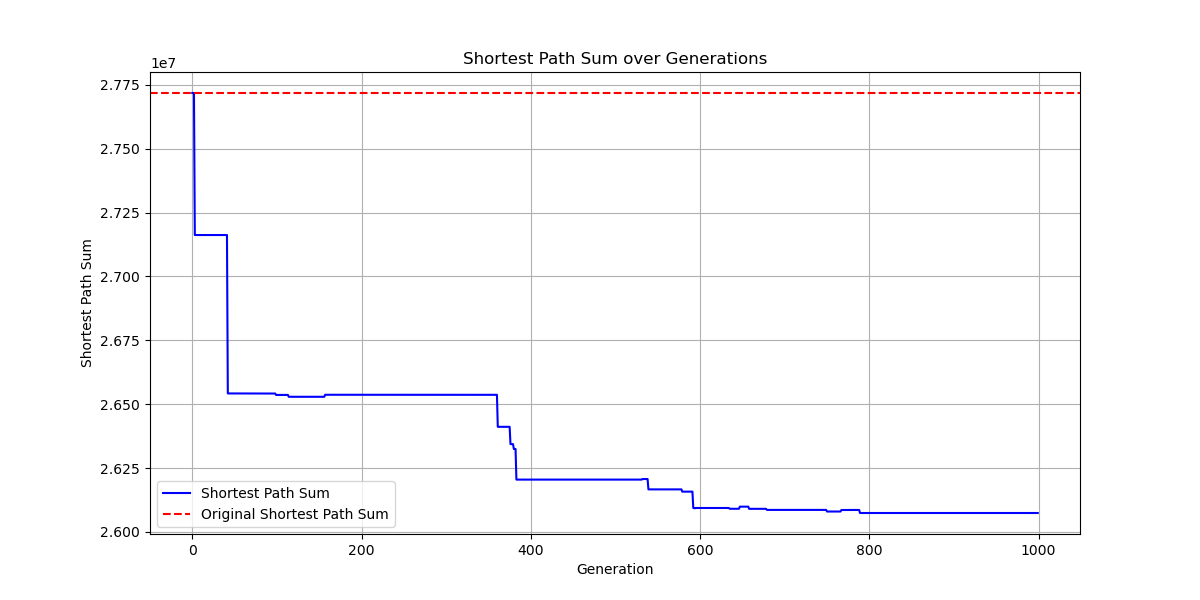 Shortest Path Sum over Generations
1e7
2.775
2.750
2.725
2.700
2.675
2.650
2.625
2.600
Shortest Path Sum
Shortest Path Sum
Original Shortest Path Sum
0 200 400 600 800 1000
Generation